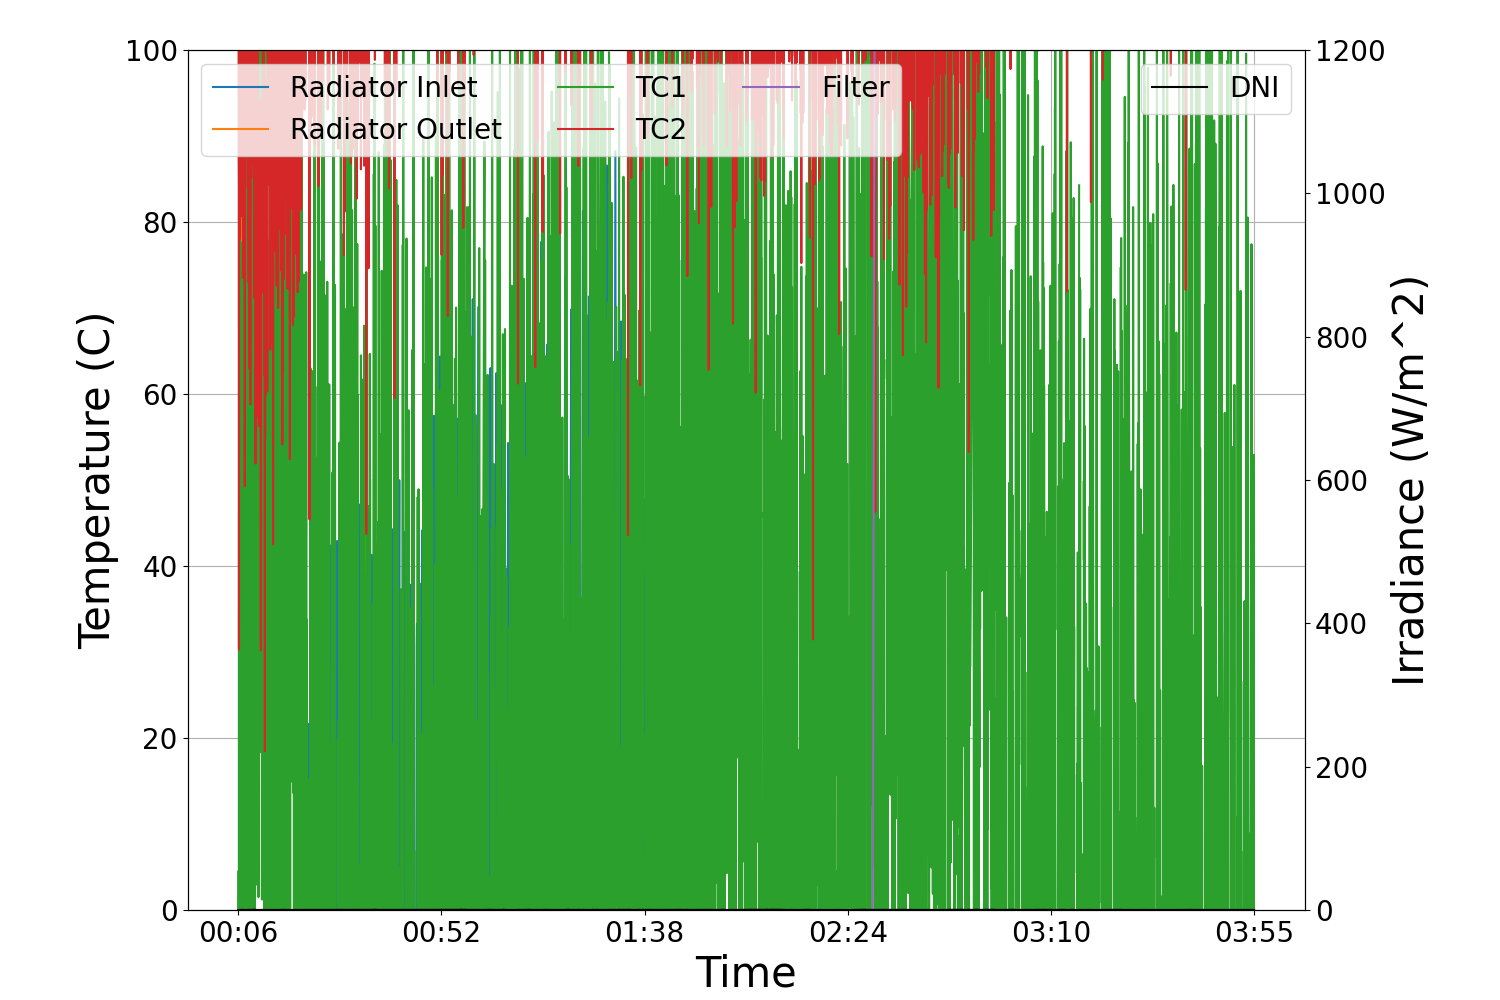 Radiator Inlet
Radiator Outlet
TC1
TC2
Filter
DNI
100
80
60
40
20
0
Temperature (C)
1200
1000
800
600
400
200
0
Irradiance (W/m^2)
00:06 00:52 01:38 02:24 03:10 03:55
Time